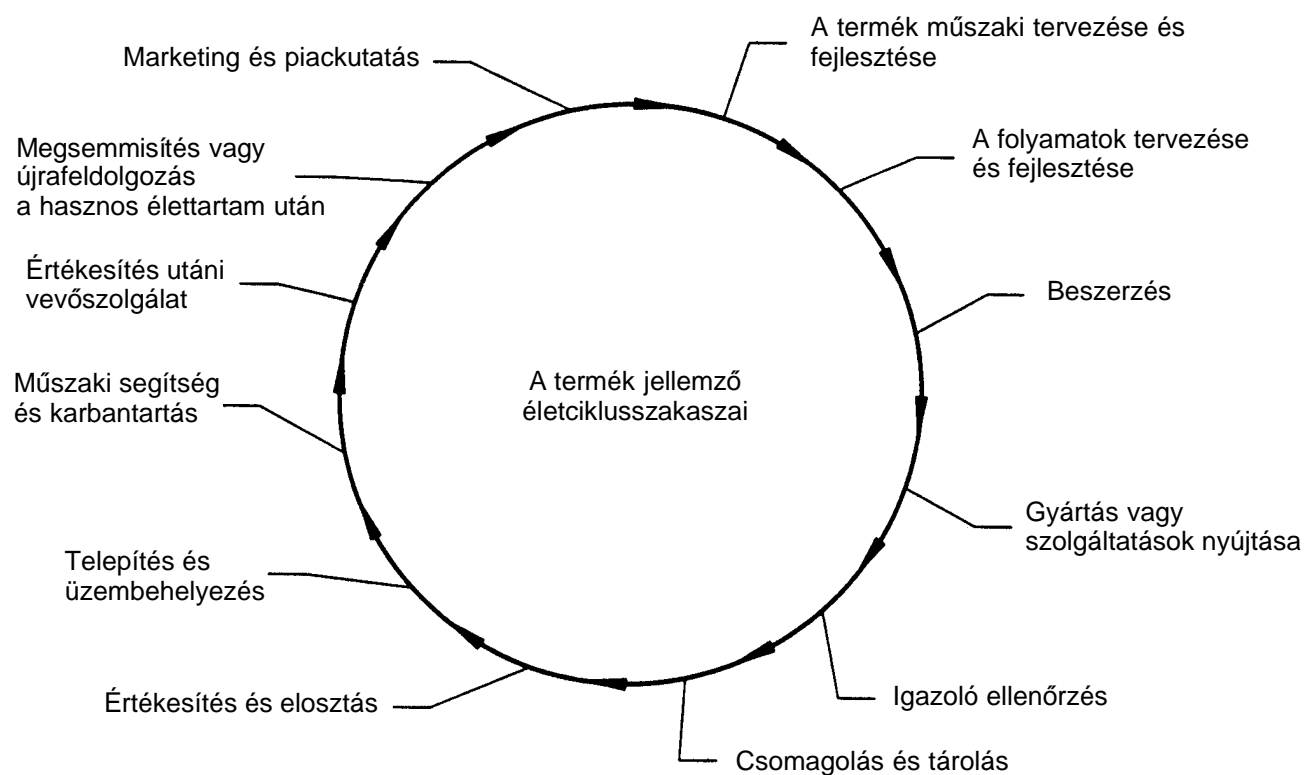 Marketing és piackutatás
A termék műszaki tervezése és
fejlesztése
A folyamatok tervezése
és fejlesztése
Beszerzés
Gyártás vagy
szolgáltatások nyújtása
Igazoló ellenőrzés
Csomagolás és tárolás
Értékesítés és elosztás
Telepítés és
üzembehelyezés
Műszaki segítség
és karbantartás
Értékesítés utáni
vevőszolgálat
Megsemmisítés vagy
újrafeldolgozás
a hasznos élettartam után
A termék jellemző
életciklusszakaszai